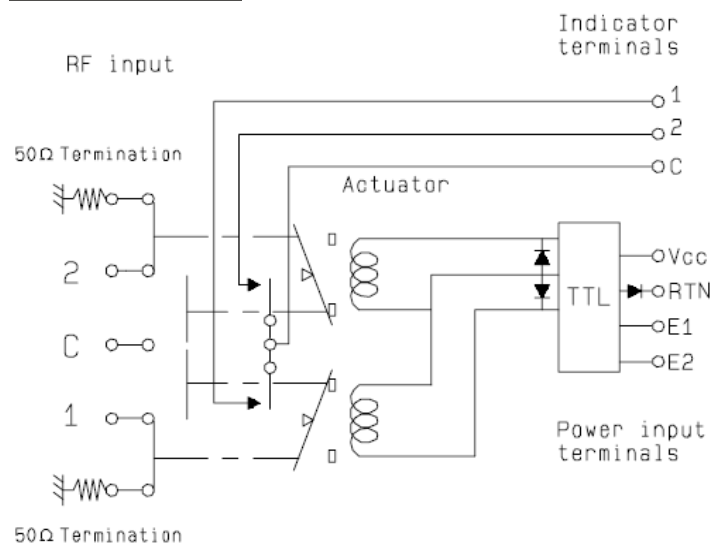 Indicator
terminals
RF input
1
2
50Ω Termination
C
Actuator
2
Vcc
TTL
RTN
C
E1
E2
1
Power input
terminals
50Ω Termination